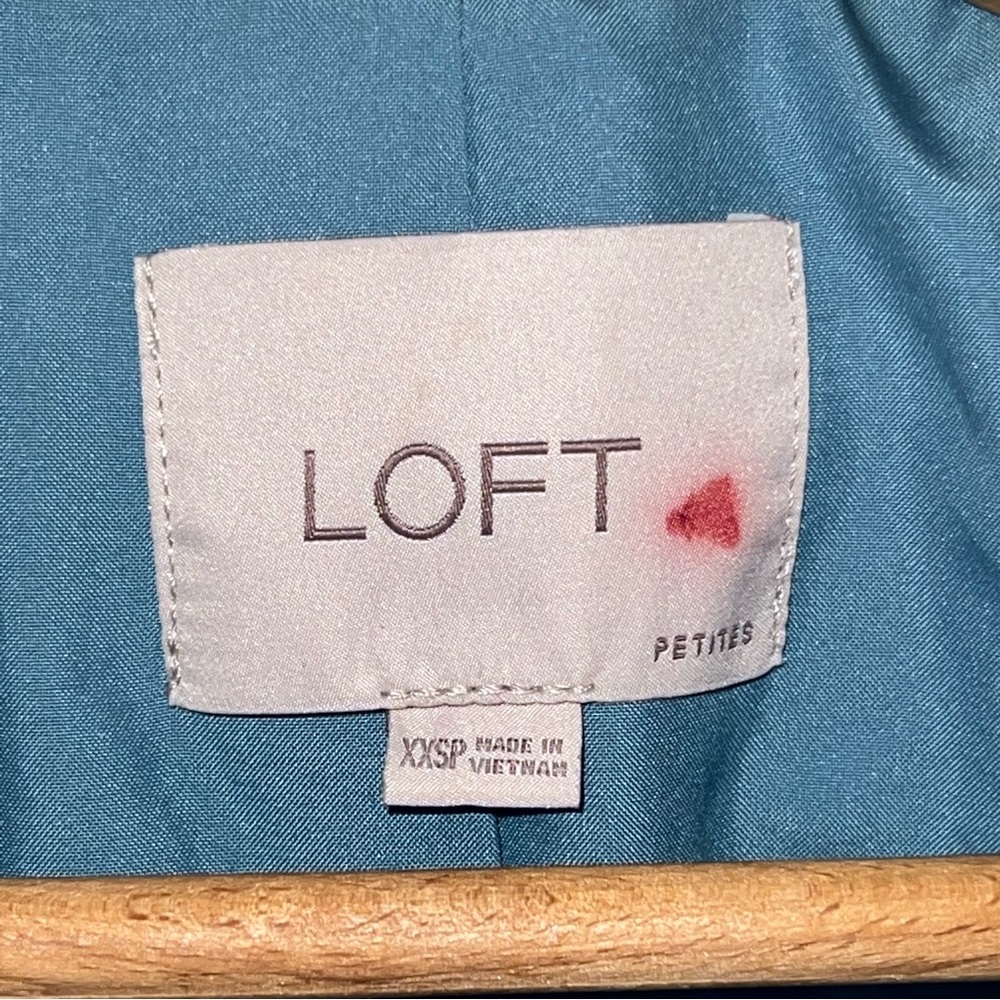 LOFT
PETITES
XXSP MADE IN
VIETNAM